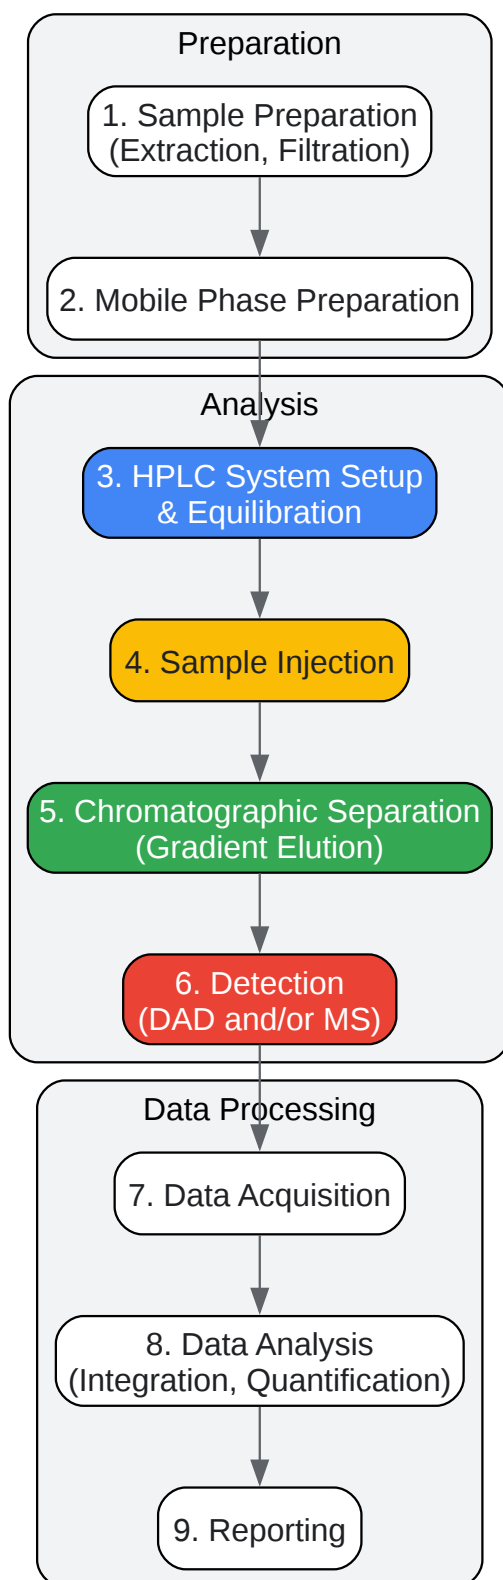 Preparation
1. Sample Preparation
(Extraction, Filtration)
2. Mobile Phase Preparation
Analysis
3. HPLC System Setup
& Equilibration
4. Sample Injection
5. Chromatographic Separation
(Gradient Elution)
6. Detection
(DAD and/or MS)
Data Processing
7. Data Acquisition
8. Data Analysis
(Integration, Quantification)
9. Reporting